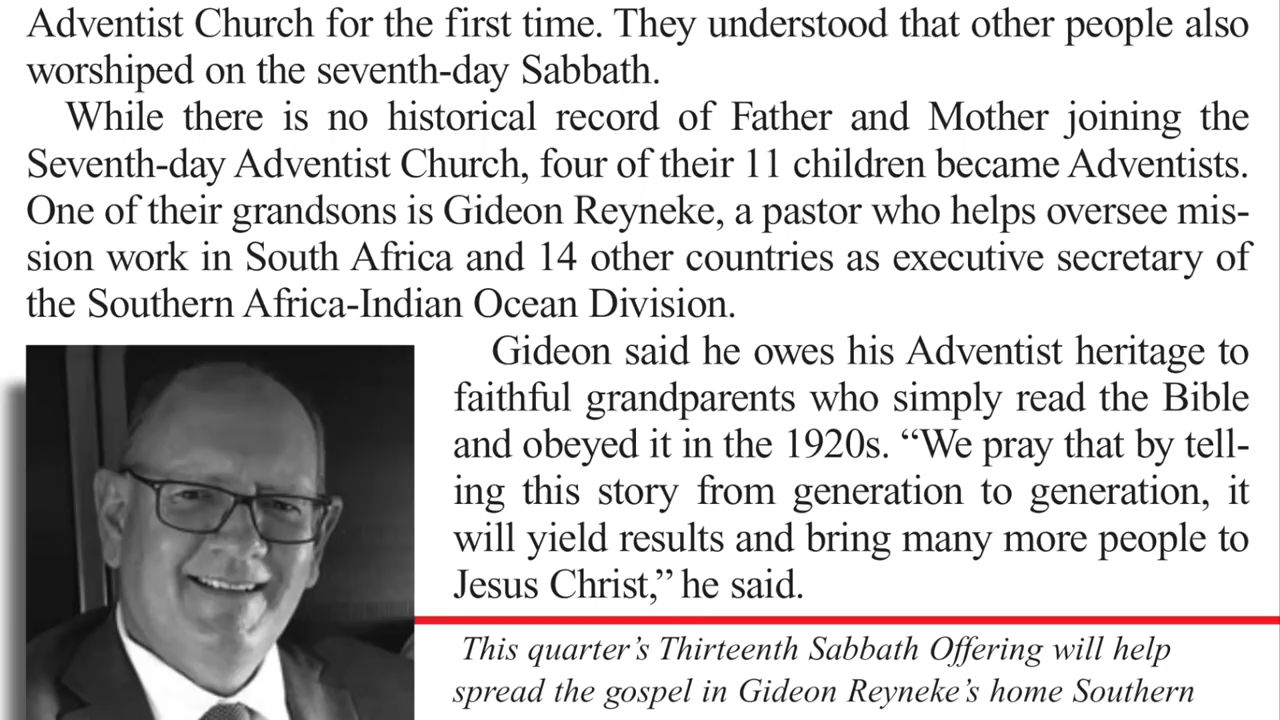 Adventist Church for the first time. They understood that other people also
worshiped on the seventh-day Sabbath.
While there is no historical record of Father and Mother joining the
Seventh-day Adventist Church, four of their 11 children became Adventists.
One of their grandsons is Gideon Reyneke, a pastor who helps oversee mis-
sion work in South Africa and 14 other countries as executive secretary of
the Southern Africa-Indian Ocean Division.
Gideon said he owes his Adventist heritage to
faithful grandparents who simply read the Bible
and obeyed it in the 1920s. “We pray that by tell-
ing this story from generation to generation, it
will yield results and bring many more people to
Jesus Christ,” he said.
This quarter’s Thirteenth Sabbath Offering will help
spread the gospel in Gideon Reyneke’s home Southern